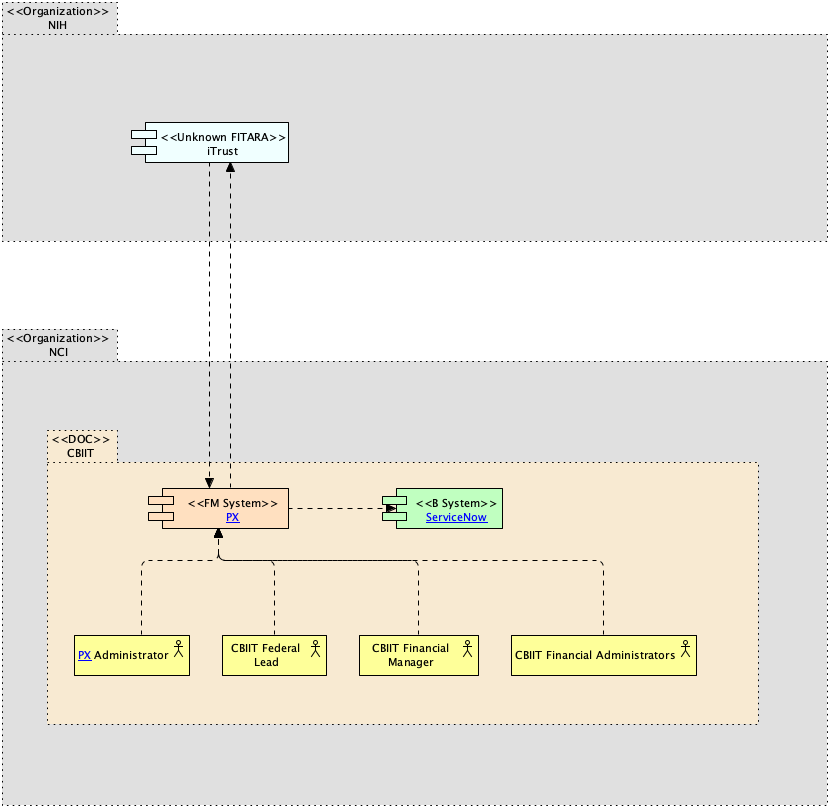 <<Organization>>
NIH
<<Unknown FITARA>>
iTrust
<<Organization>>
NCI
<<DOC>>
CBIIT
<<FM System>>
PX
<<B System>>
ServiceNow
PX Administrator
CBIIT Federal
Lead
CBIIT Financial
Manager
CBIIT Financial Administrators